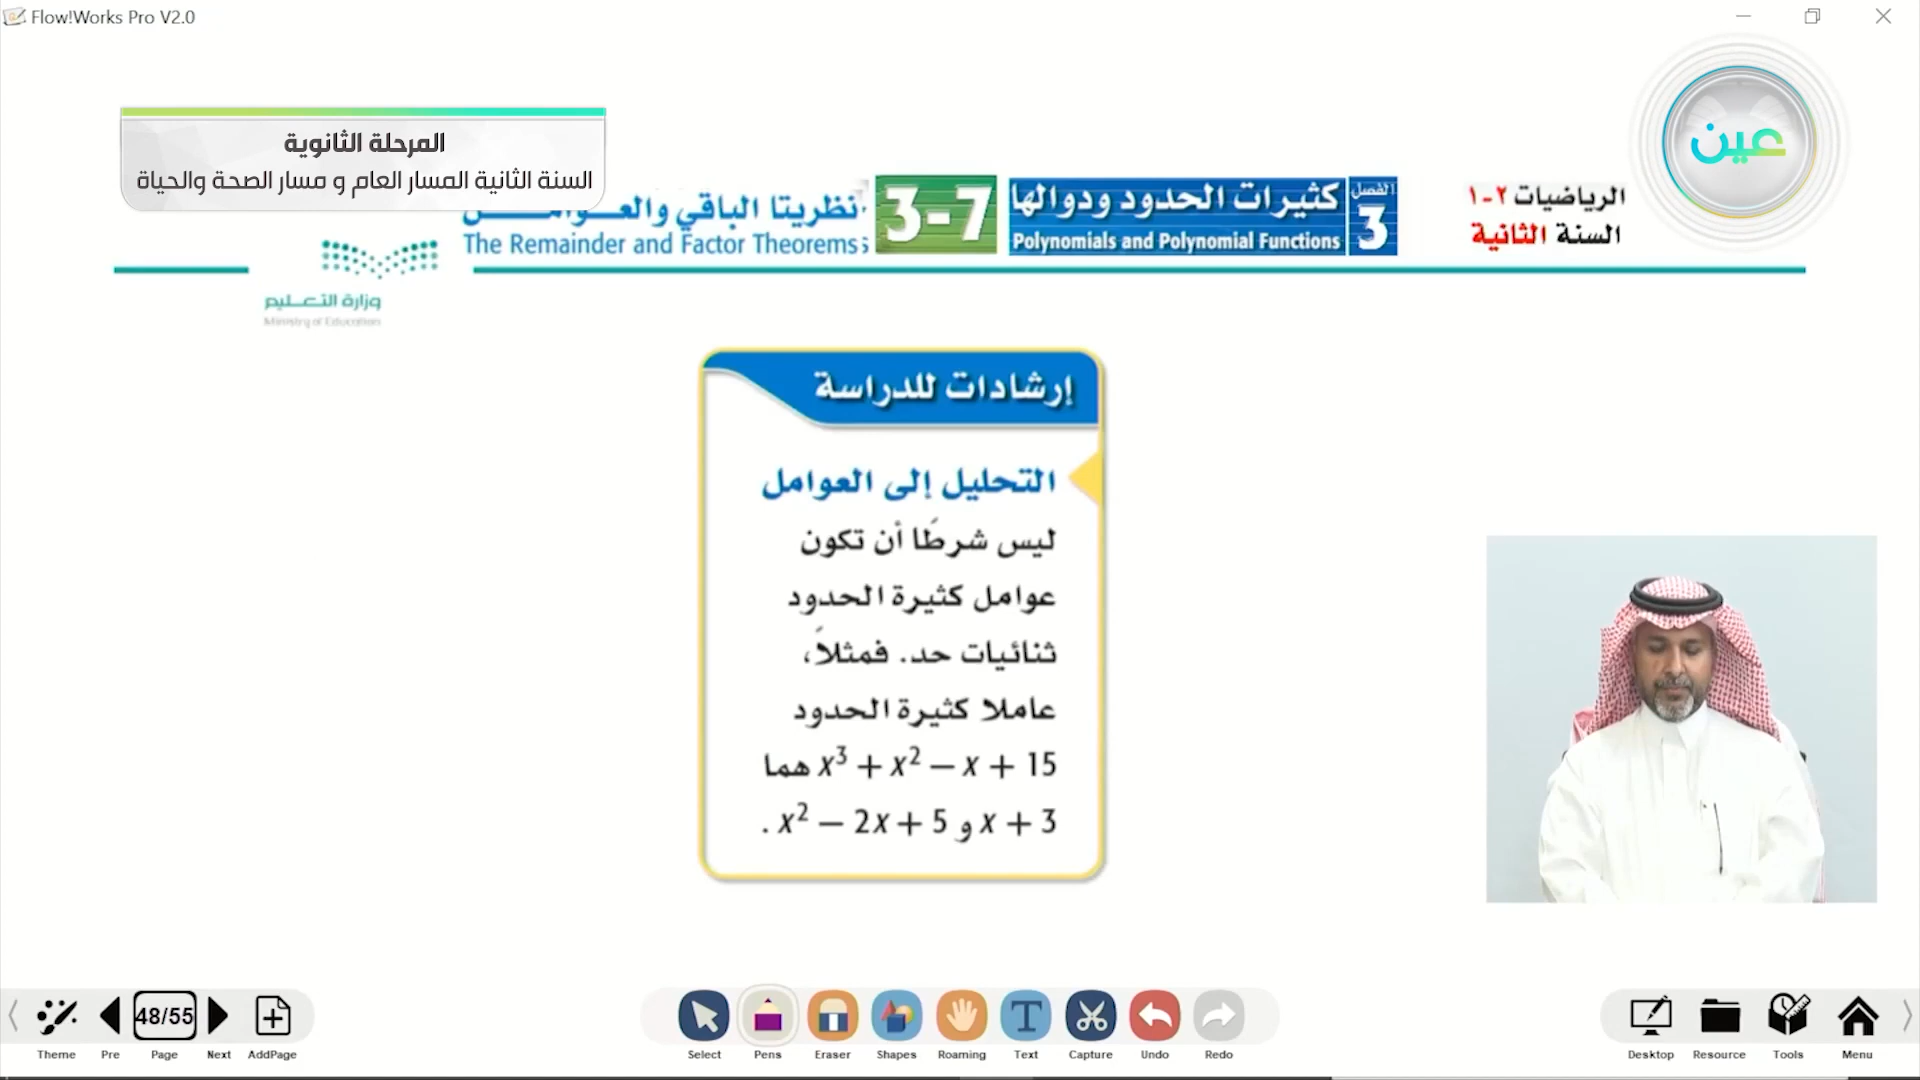 Flow!Works Pro V2.0
عين
المرحلة الثانوية
السنة الثانية المسار العام و مسار الصحة والحياة
الرياضيات ٢-١
السنة الثانية
الفصل
3
كثيرات الحدود ودوالها
Polynomials and Polynomial Functions
3-7
نظريتا الباقي والعوامل
The Remainder and Factor Theorems
وزارة التعليم
Ministry of Education
إرشادات للدراسة
التحليل إلى العوامل
ليس شرطًا أن تكون
عوامل كثيرة الحدود
ثنائيات حد. فمثلاً،
عاملا كثيرة الحدود
x³ + x² − x + 15 هما
x + 3 و x² − 2x + 5 .
48/55
Theme Pre Page Next AddPage
Select Pens Eraser Shapes Roaming Text Capture Undo Redo
Desktop Resource Tools Menu